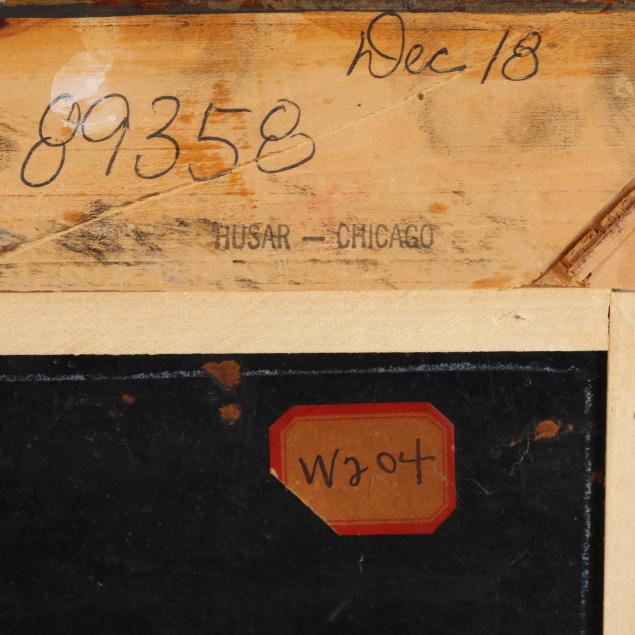 Dec 18
89358
HUSAR — CHICAGO
W204